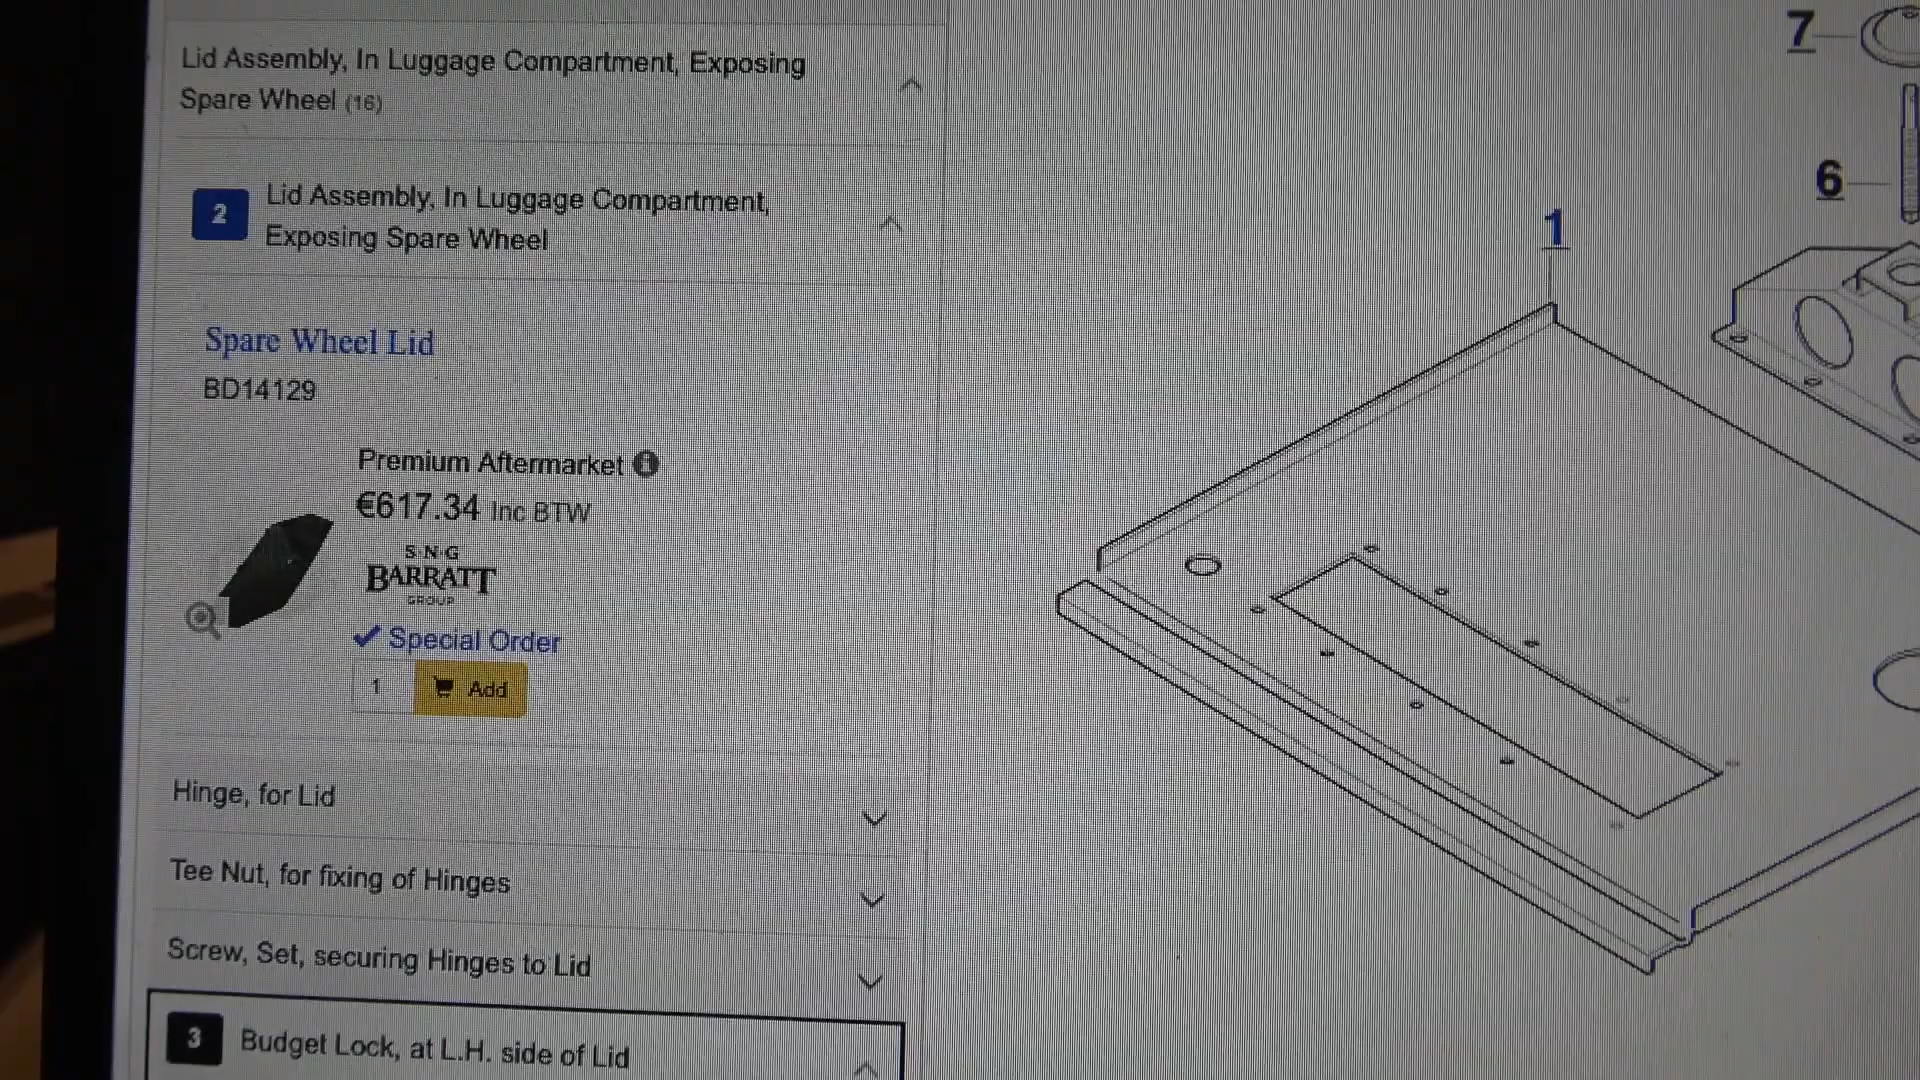 Lid Assembly, In Luggage Compartment, Exposing
Spare Wheel (16)
2
Lid Assembly, In Luggage Compartment,
Exposing Spare Wheel
Spare Wheel Lid
BD14129
Premium Aftermarket
€617.34 Inc BTW
S·N·G
BARRATT
GROUP
Special Order
1
Add
Hinge, for Lid
Tee Nut, for fixing of Hinges
Screw, Set, securing Hinges to Lid
3
Budget Lock, at L.H. side of Lid
7
6
1